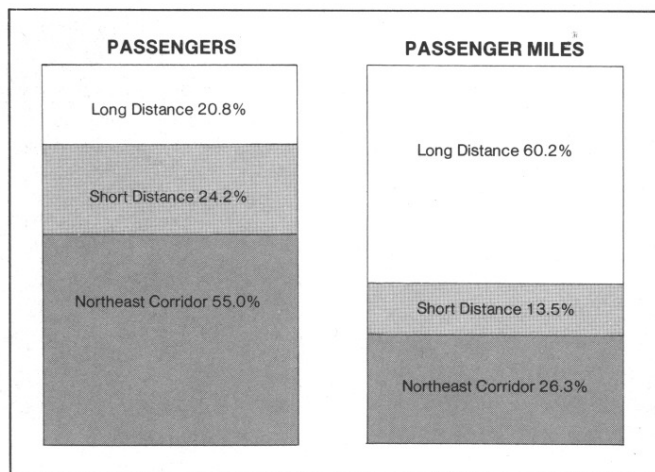 PASSENGERS
Long Distance 20.8%
Short Distance 24.2%
Northeast Corridor 55.0%
PASSENGER MILES
Long Distance 60.2%
Short Distance 13.5%
Northeast Corridor 26.3%